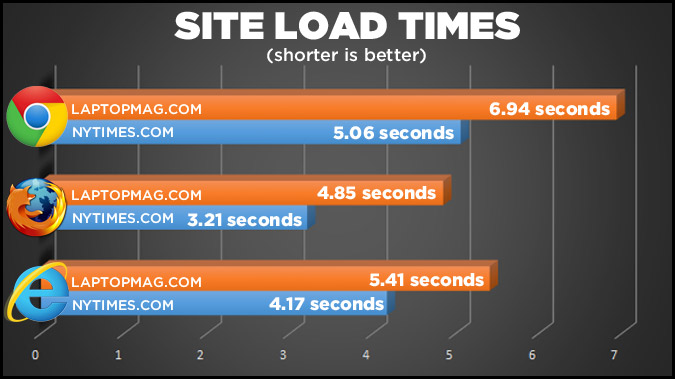 SITE LOAD TIMES
(shorter is better)
LAPTOPMAG.COM 6.94 seconds
NYTIMES.COM 5.06 seconds
LAPTOPMAG.COM 4.85 seconds
NYTIMES.COM 3.21 seconds
LAPTOPMAG.COM 5.41 seconds
NYTIMES.COM 4.17 seconds
0 1 2 3 4 5 6 7